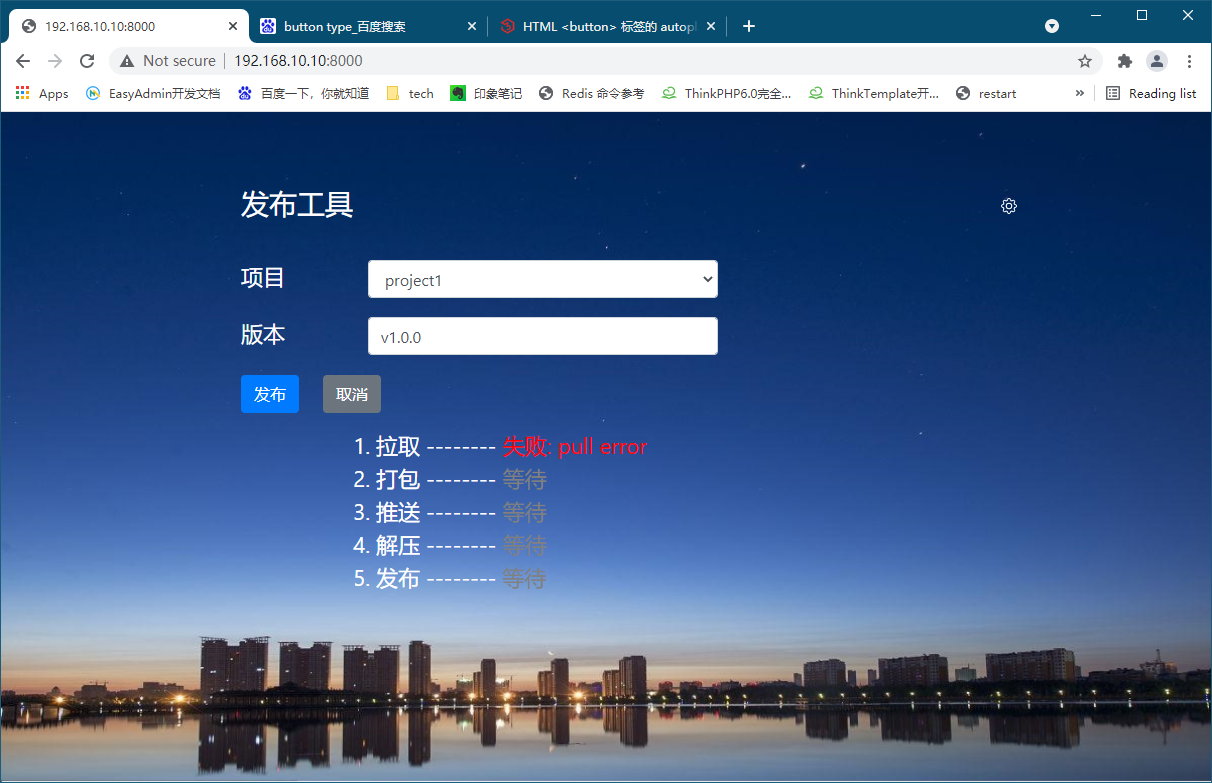 192.168.10.10:8000
button type_百度搜索
HTML <button> 标签的 autopl
Not secure
192.168.10.10:8000
Apps
EasyAdmin开发文档
百度一下，你就知道
tech
印象笔记
Redis 命令参考
ThinkPHP6.0完全...
ThinkTemplate开...
restart
»
Reading list
发布工具
项目
project1
版本
v1.0.0
发布
取消
1. 拉取 -------- 失败: pull error
2. 打包 -------- 等待
3. 推送 -------- 等待
4. 解压 -------- 等待
5. 发布 -------- 等待